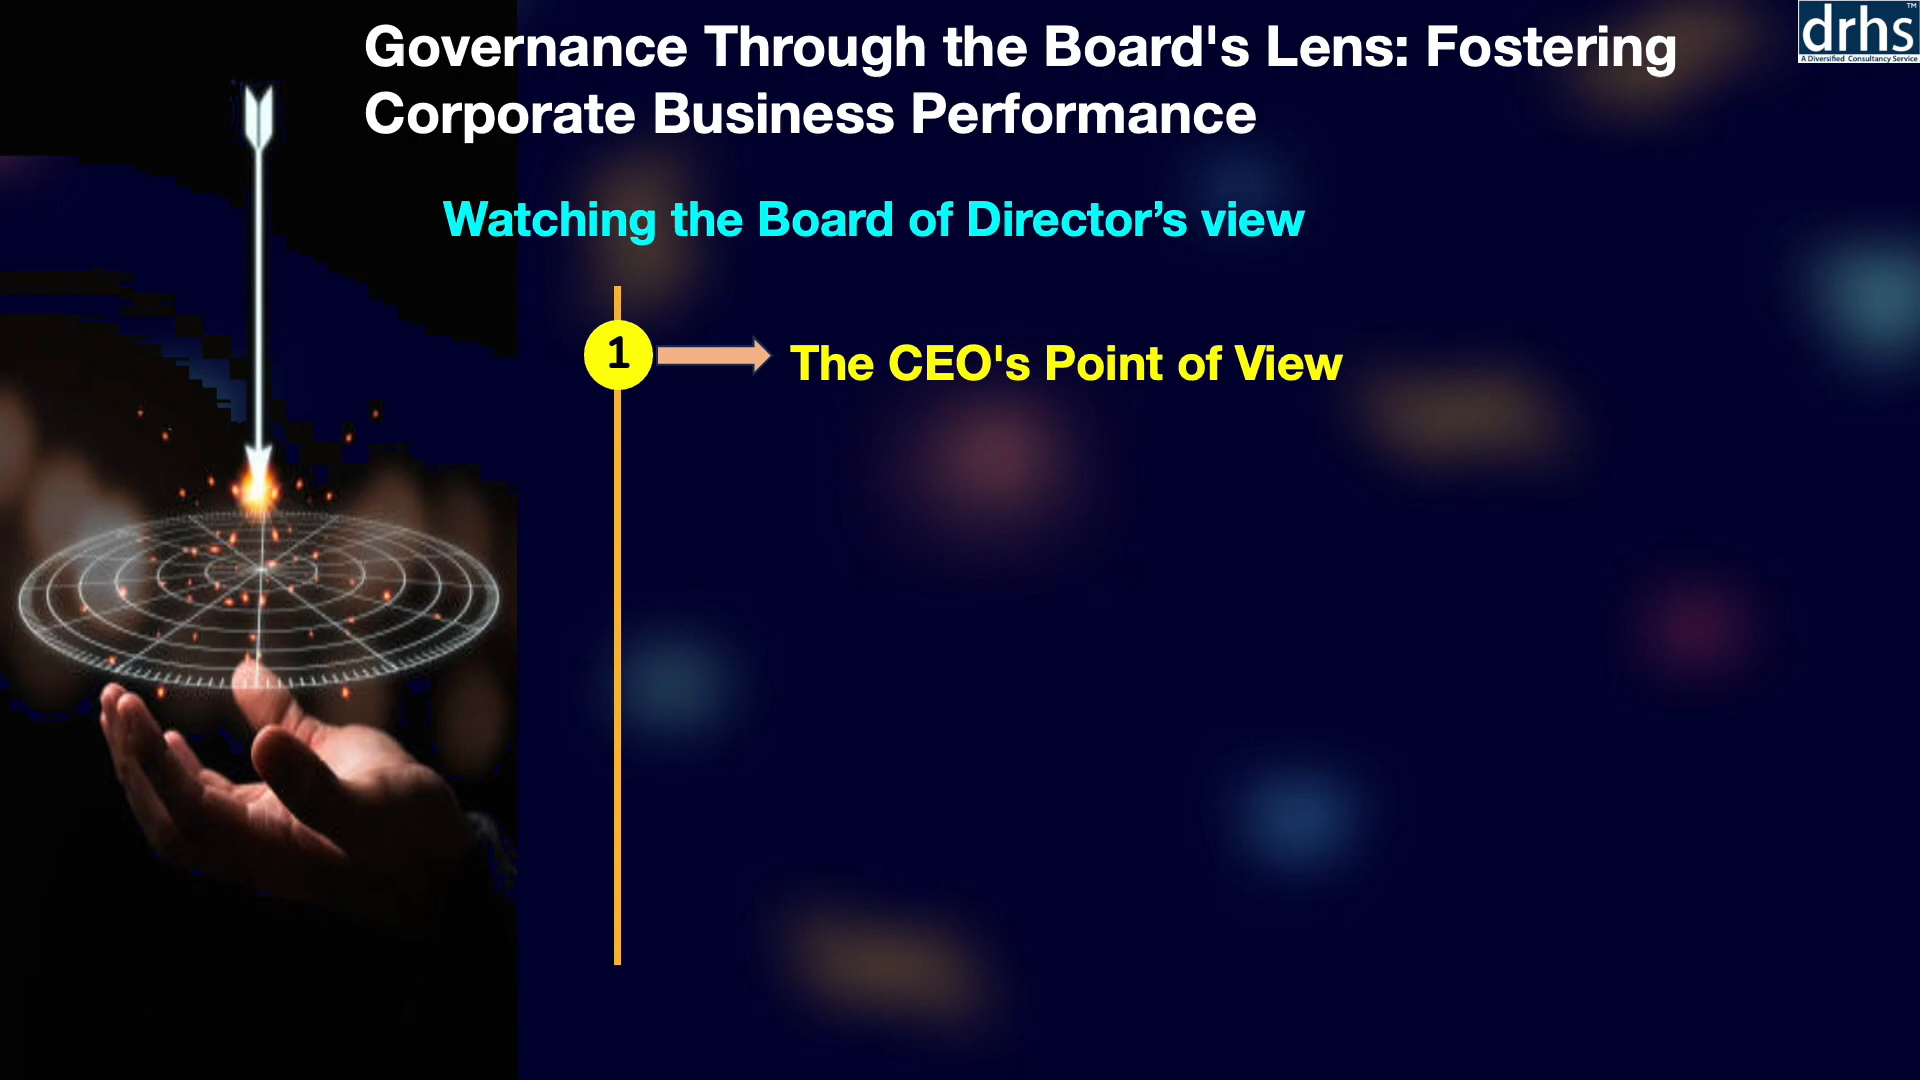 Governance Through the Board's Lens: Fostering
Corporate Business Performance
drhs™
A Diversified Consultancy Service
Watching the Board of Director’s view
1
The CEO's Point of View